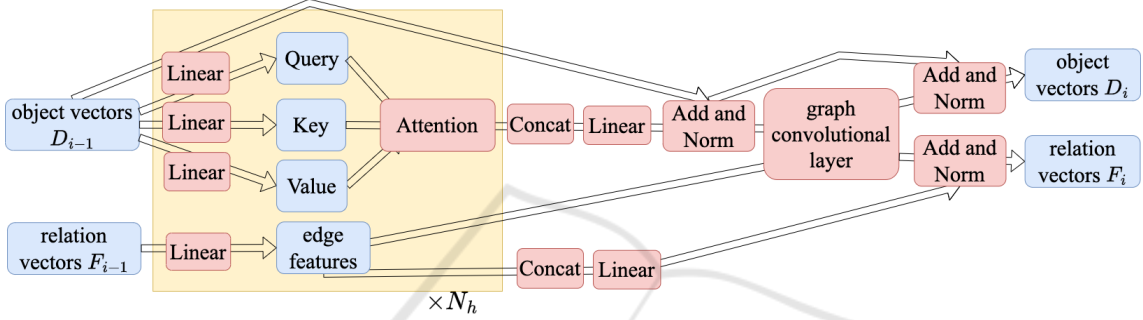 object vectors
D_{i-1}
relation
vectors F_{i-1}
Linear
Linear
Linear
Linear
Query
Key
Value
edge
features
Attention
×N_h
Concat
Linear
Concat
Linear
Add and
Norm
graph
convolutional
layer
Add and
Norm
Add and
Norm
object
vectors D_i
relation
vectors F_i